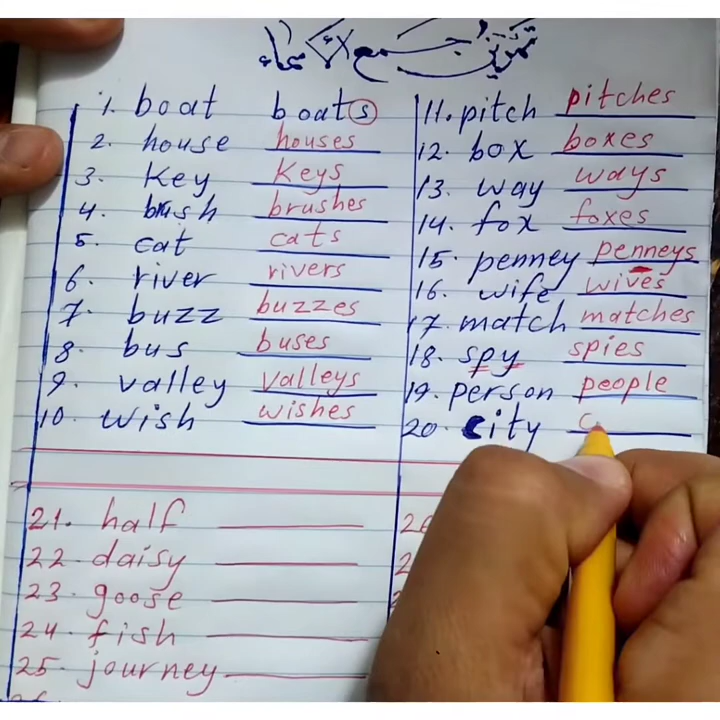 تمرين جمع الأسماء
1. boat boats
2. house houses
3. Key Keys
4. brush brushes
5. cat cats
6. river rivers
7. buzz buzzes
8. bus buses
9. valley valleys
10. wish wishes
11. pitch pitches
12. box boxes
13. way ways
14. fox foxes
15. penney penneys
16. wife wives
17. match matches
18. spy spies
19. person people
20. City c
21. half
22. daisy
23. goose
24. fish
25. journey